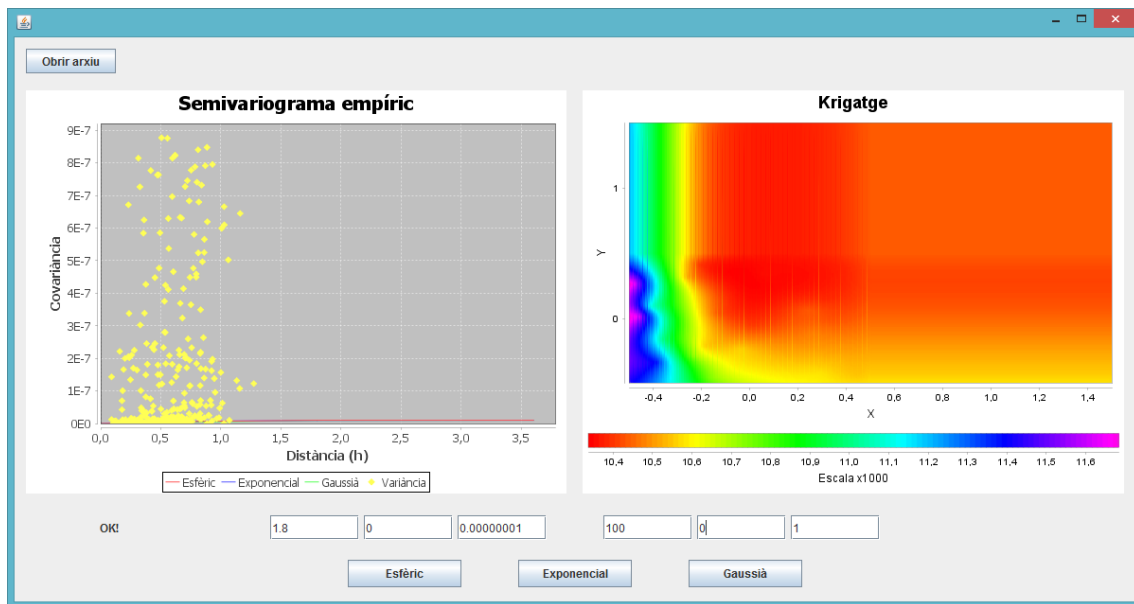 Obrir arxiu
Semivariograma empíric
Covariància
9E-7
8E-7
7E-7
6E-7
5E-7
4E-7
3E-7
2E-7
1E-7
0E0
0,0 0,5 1,0 1,5 2,0 2,5 3,0 3,5
Distància (h)
Esfèric Exponencial Gaussià Variància
Krigatge
Y
1
0
-0,4 -0,2 0,0 0,2 0,4 0,6 0,8 1,0 1,2 1,4
X
10,4 10,5 10,6 10,7 10,8 10,9 11,0 11,1 11,2 11,3 11,4 11,5 11,6
Escala x1000
OK! 1.8 0 0.00000001 100 0 1
Esfèric Exponencial Gaussià